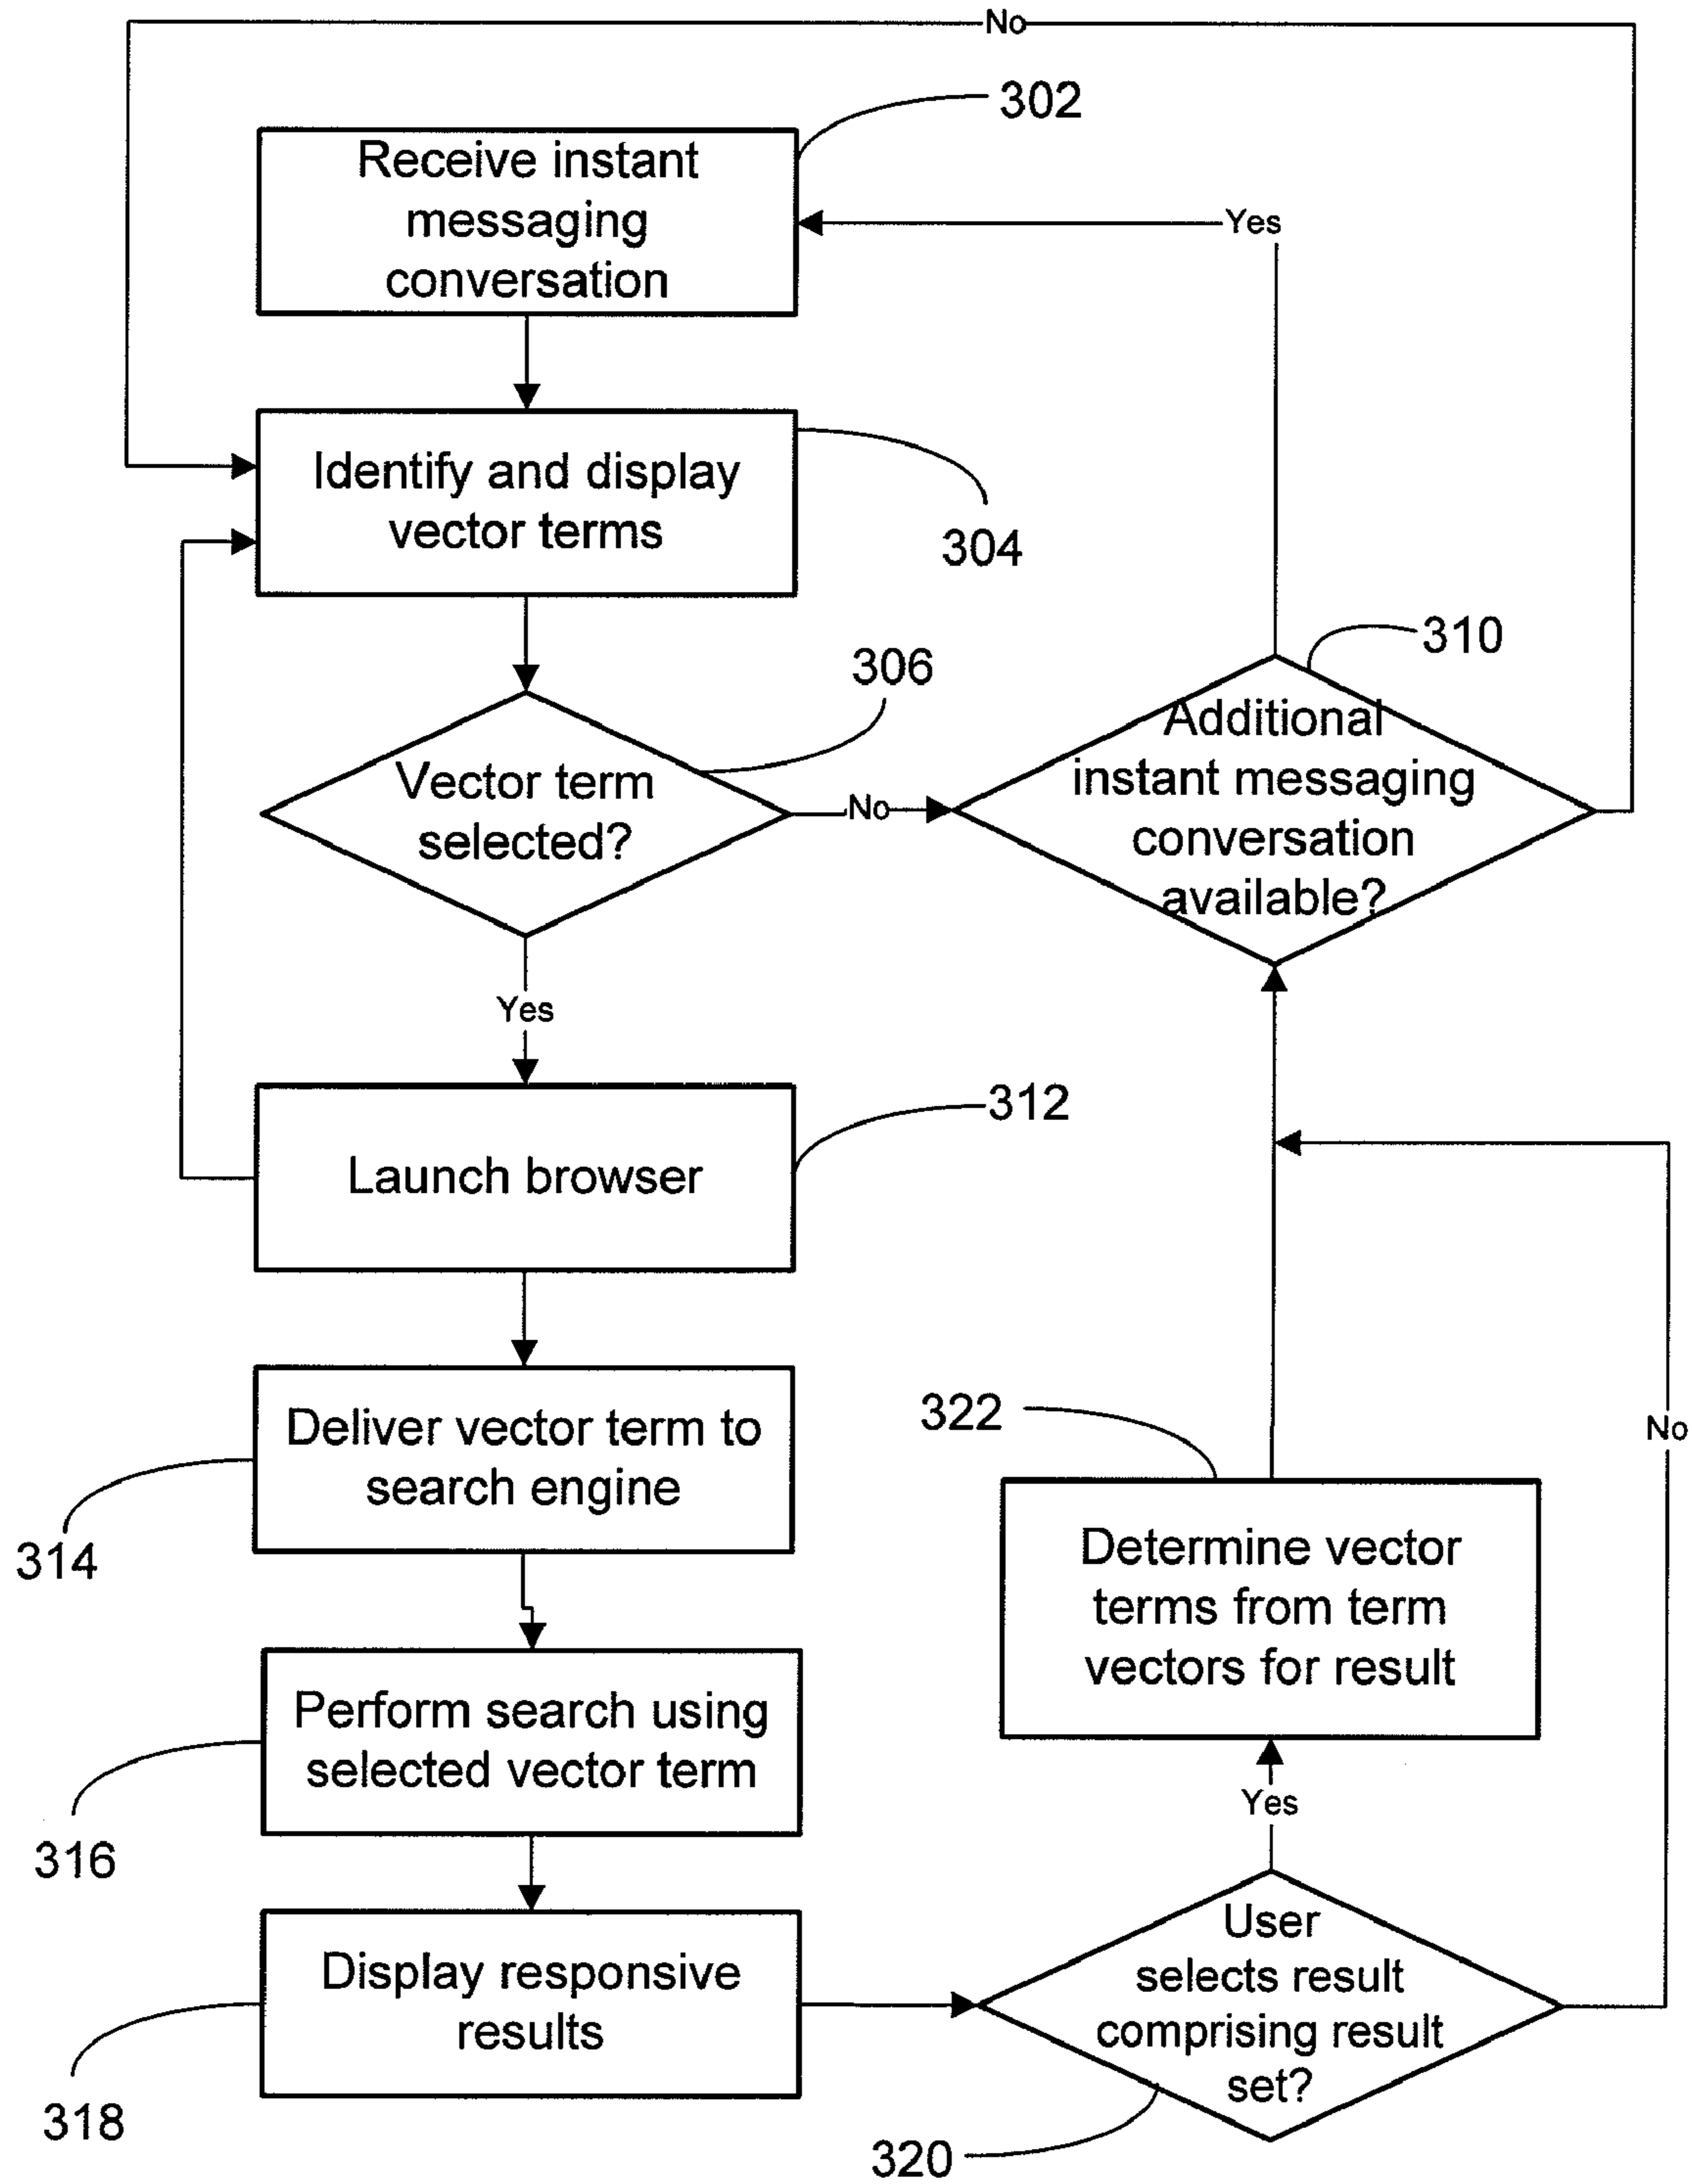 No
302
Receive instant
messaging
conversation
Yes
Identify and display
vector terms
304
310
306
Additional
instant messaging
conversation
available?
Vector term
selected?
No
Yes
312
Launch browser
322
No
Deliver vector term to
search engine
314
Determine vector
terms from term
vectors for result
Perform search using
selected vector term
316
Yes
User
selects result
comprising result
set?
Display responsive
results
318
320